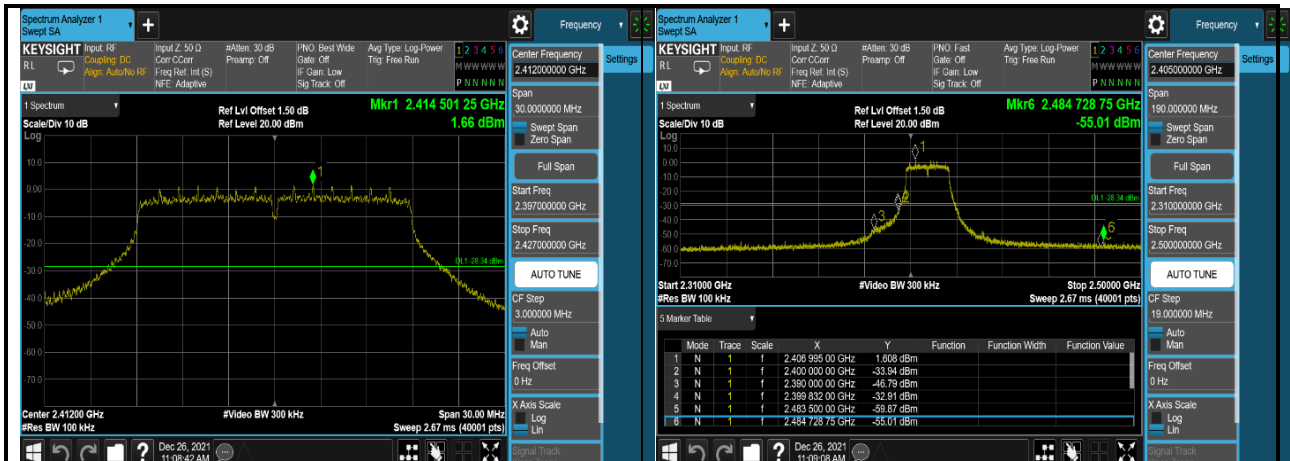 Spectrum Analyzer 1
Swept SA
Frequency
KEYSIGHT Input: RF
Coupling: DC
Align: Auto/No RF
R L
LXI
Input Z: 50 Ω
Corr CCorr
Freq Ref: Int (S)
NFE: Adaptive
#Atten: 30 dB
Preamp: Off
PNO: Best Wide
Gate: Off
IF Gain: Low
Sig Track: Off
Avg Type: Log-Power
Trig: Free Run
1 2 3 4 5 6
M W W W W W
P N N N N N
Center Frequency
2.412000000 GHz
Settings
Span
30.0000000 MHz
Swept Span
Zero Span
Full Span
Start Freq
2.397000000 GHz
Stop Freq
2.427000000 GHz
AUTO TUNE
CF Step
3.000000 MHz
Auto
Man
Freq Offset
0 Hz
X Axis Scale
Log
Lin
Signal Track
1 Spectrum
Scale/Div 10 dB
Ref Lvl Offset 1.50 dB
Ref Level 20.00 dBm
Mkr1 2.414 501 25 GHz
1.66 dBm
Log
10.0
0.00
-10.0
-20.0
-30.0
-40.0
-50.0
-60.0
-70.0
1
DL1 -28.34 dBm
Center 2.41200 GHz
#Res BW 100 kHz
#Video BW 300 kHz
Span 30.00 MHz
Sweep 2.67 ms (40001 pts)
Dec 26, 2021
11:08:42 AM
Spectrum Analyzer 1
Swept SA
Frequency
KEYSIGHT Input: RF
Coupling: DC
Align: Auto/No RF
R L
LXI
Input Z: 50 Ω
Corr CCorr
Freq Ref: Int (S)
NFE: Adaptive
#Atten: 30 dB
Preamp: Off
PNO: Fast
Gate: Off
IF Gain: Low
Sig Track: Off
Avg Type: Log-Power
Trig: Free Run
1 2 3 4 5 6
M W W W W W
P N N N N N
Center Frequency
2.405000000 GHz
Settings
Span
190.000000 MHz
Swept Span
Zero Span
Full Span
Start Freq
2.310000000 GHz
Stop Freq
2.500000000 GHz
AUTO TUNE
CF Step
19.000000 MHz
Auto
Man
Freq Offset
0 Hz
X Axis Scale
Log
Lin
Signal Track
1 Spectrum
Scale/Div 10 dB
Ref Lvl Offset 1.50 dB
Ref Level 20.00 dBm
Mkr6 2.484 728 75 GHz
-55.01 dBm
Log
10.0
0.00
-10.0
-20.0
-30.0
-40.0
-50.0
-60.0
-70.0
1
2
3
6
DL1 -28.34 dBm
Start 2.31000 GHz
#Res BW 100 kHz
#Video BW 300 kHz
Stop 2.50000 GHz
Sweep 2.67 ms (40001 pts)
5 Marker Table
Mode Trace Scale X Y Function Function Width Function Value
1 N 1 f 2.406 995 00 GHz 1.608 dBm
2 N 1 f 2.400 000 00 GHz -33.94 dBm
3 N 1 f 2.390 000 00 GHz -46.79 dBm
4 N 1 f 2.399 832 00 GHz -32.91 dBm
5 N 1 f 2.483 500 00 GHz -59.87 dBm
6 N 1 f 2.484 728 75 GHz -55.01 dBm
Dec 26, 2021
11:09:08 AM